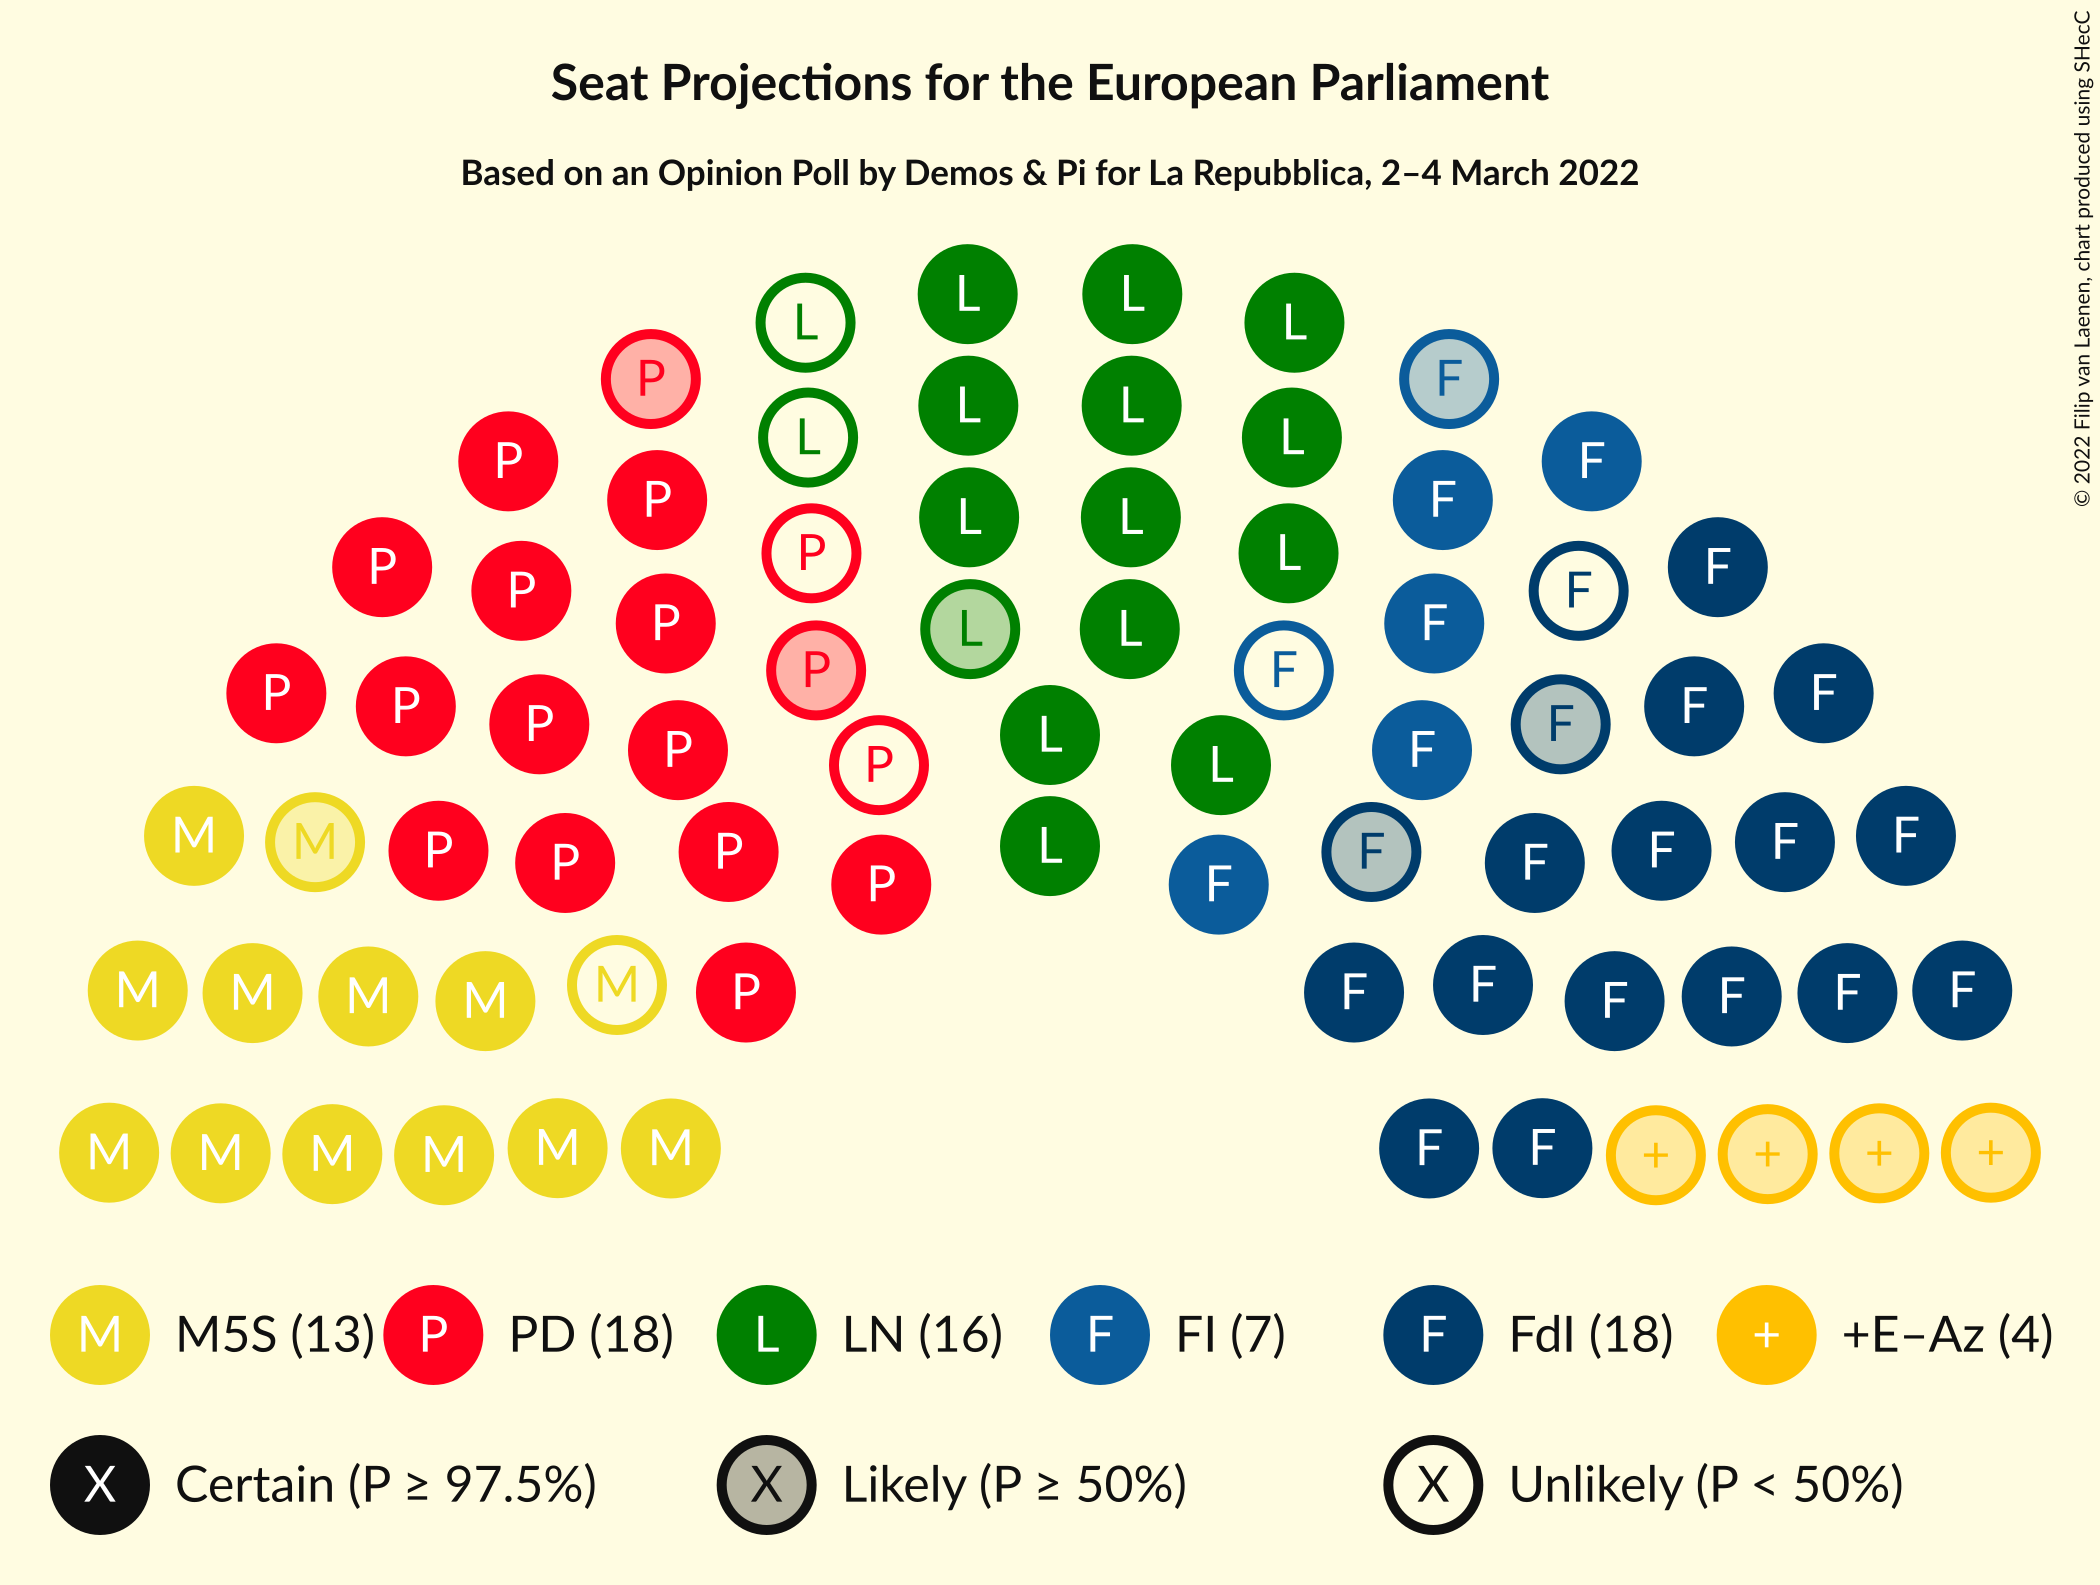 Seat Projections for the European Parliament
Based on an Opinion Poll by Demos & Pi for La Repubblica, 2–4 March 2022
© 2022 Filip van Laenen, chart produced using SHecC
L L
L L
P F
L L
L L
P F
P F
L L
P F
P F
P F
P F
L L
P F
P F
P F
P F
P F
P F
L
P L
M F
M F
P F
P F
L
P F
P F
M P F F
M M M M F F F F
M P F F
M M M M M M F F + + + +
M M5S (13) P PD (18) L LN (16) F FI (7) F FdI (18) + +E–Az (4)
X Certain (P ≥ 97.5%) X Likely (P ≥ 50%) X Unlikely (P < 50%)